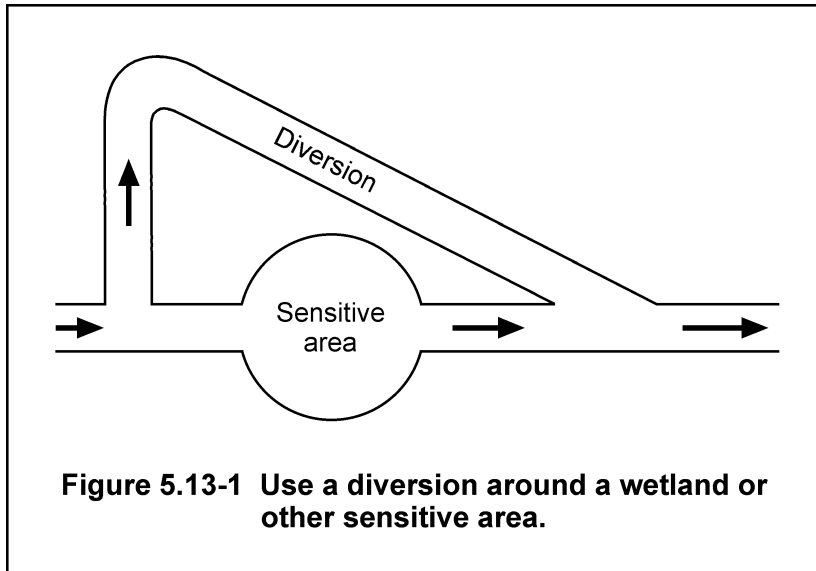 Diversion
Sensitive
area
Figure 5.13-1 Use a diversion around a wetland or
other sensitive area.